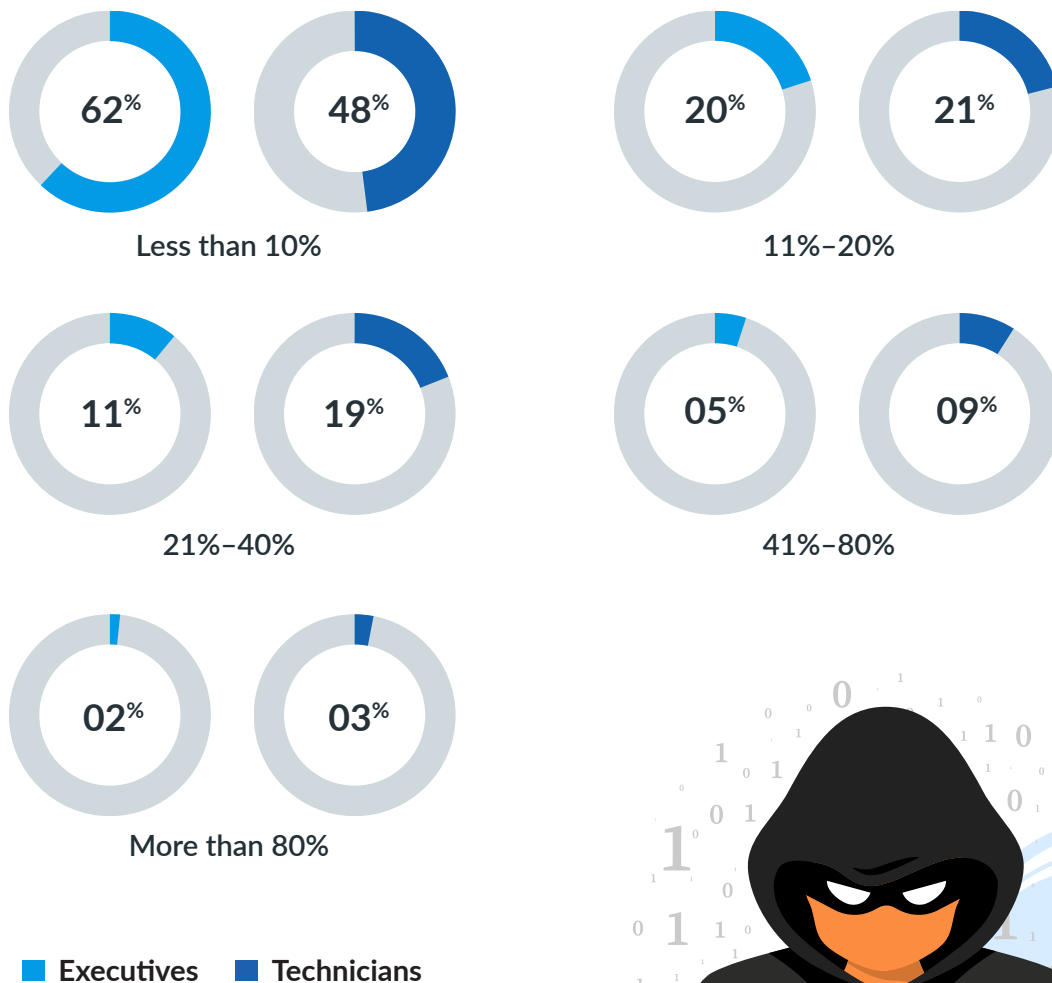 62% 48%
Less than 10%
20% 21%
11%–20%
11% 19%
21%–40%
05% 09%
41%–80%
02% 03%
More than 80%
Executives Technicians